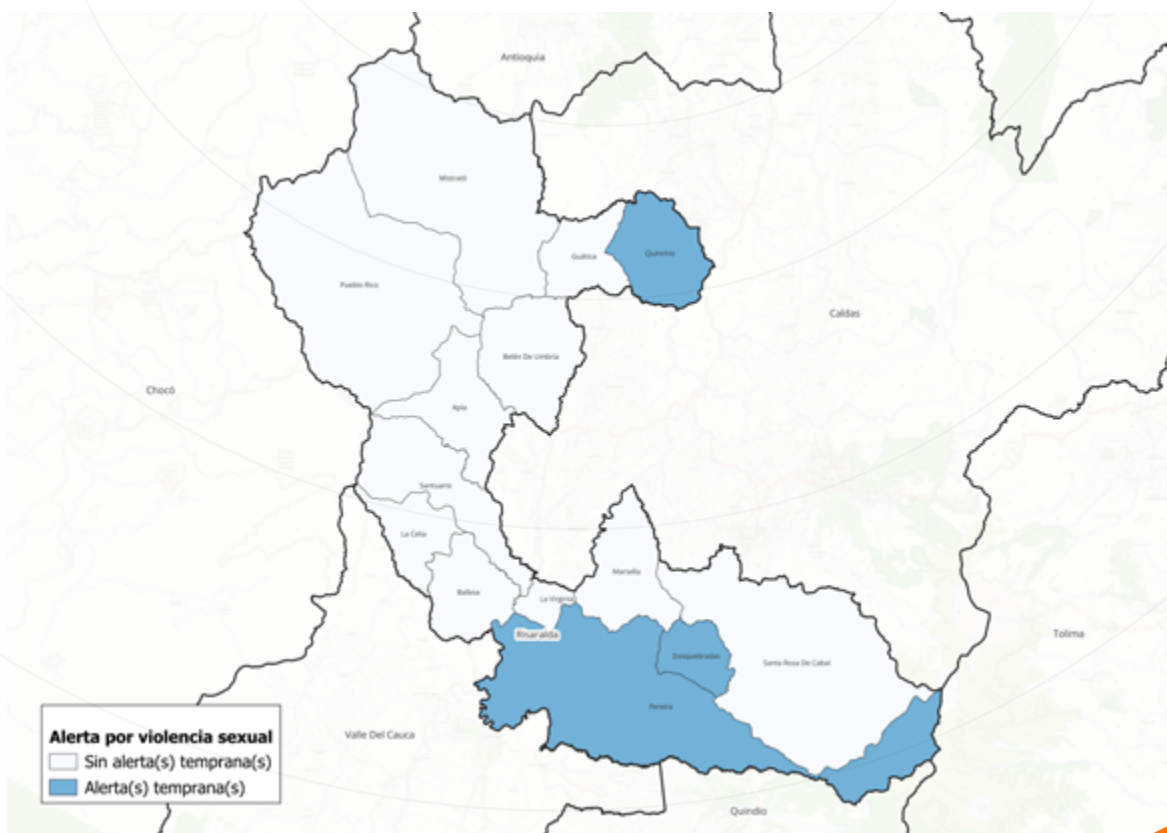 Antioquia
Mistrató
Guática
Quinchía
Pueblo Rico
Caldas
Belén De Umbría
Chocó
Apía
Santuario
La Celia
Marsella
Balboa
La Virginia
Risaralda
Tolima
Dosquebradas
Santa Rosa De Cabal
Pereira
Valle Del Cauca
Quindío
Alerta por violencia sexual
Sin alerta(s) temprana(s)
Alerta(s) temprana(s)